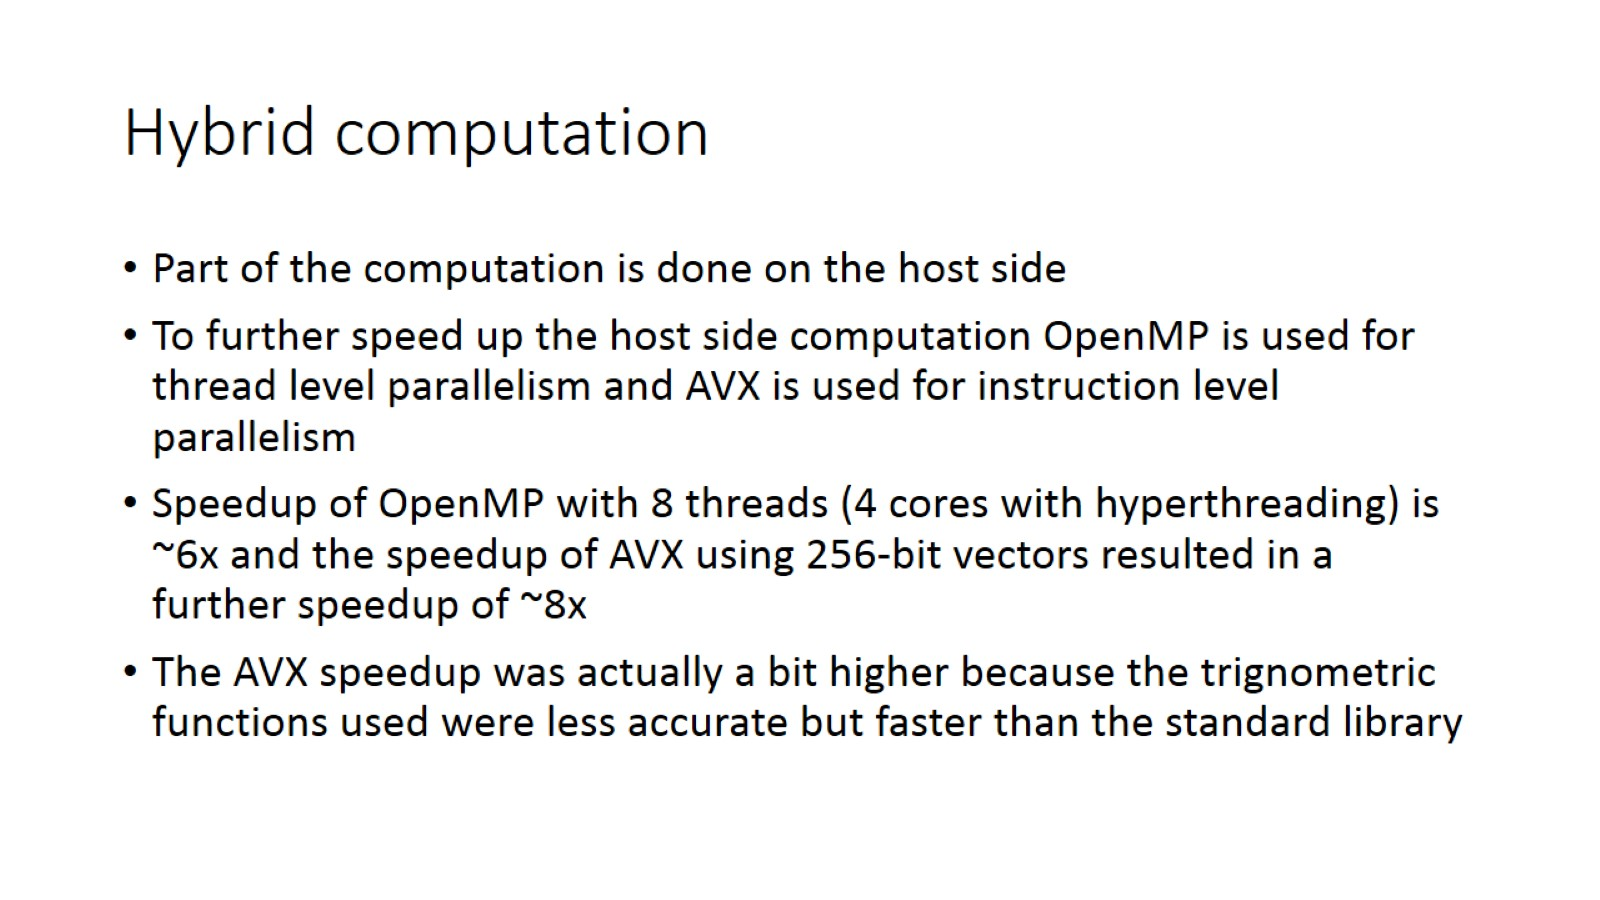 Hybrid computation
• Part of the computation is done on the host side
• To further speed up the host side computation OpenMP is used for
thread level parallelism and AVX is used for instruction level
parallelism
• Speedup of OpenMP with 8 threads (4 cores with hyperthreading) is
~6x and the speedup of AVX using 256-bit vectors resulted in a
further speedup of ~8x
• The AVX speedup was actually a bit higher because the trignometric
functions used were less accurate but faster than the standard library